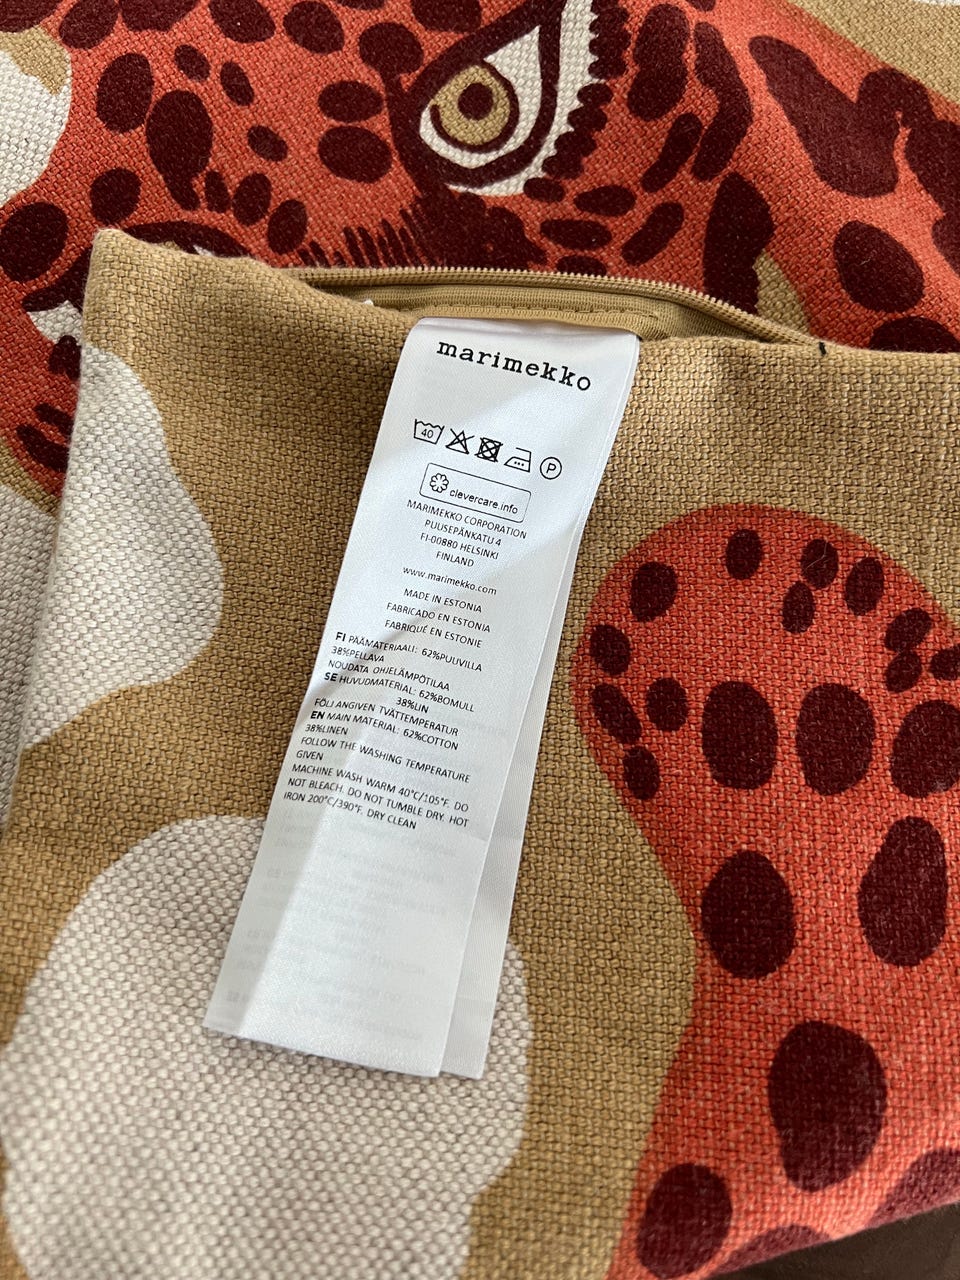 marimekko
40
P
clevercare.info
MARIMEKKO CORPORATION
PUUSEPÄNKATU 4
FI-00880 HELSINKI
FINLAND
www.marimekko.com
MADE IN ESTONIA
FABRICADO EN ESTONIA
FABRIQUÉ EN ESTONIE
FI PÄÄMATERIAALI: 62%PUUVILLA
38%PELLAVA
NOUDATA OHJELÄMPÖTILAA
SE HUVUDMATERIAL: 62%BOMULL
38%LIN
FÖLJ ANGIVEN TVÄTTEMPERATUR
EN MAIN MATERIAL: 62%COTTON
38%LINEN
FOLLOW THE WASHING TEMPERATURE
GIVEN
MACHINE WASH WARM 40°C/105°F. DO
NOT BLEACH. DO NOT TUMBLE DRY. HOT
IRON 200°C/390°F. DRY CLEAN